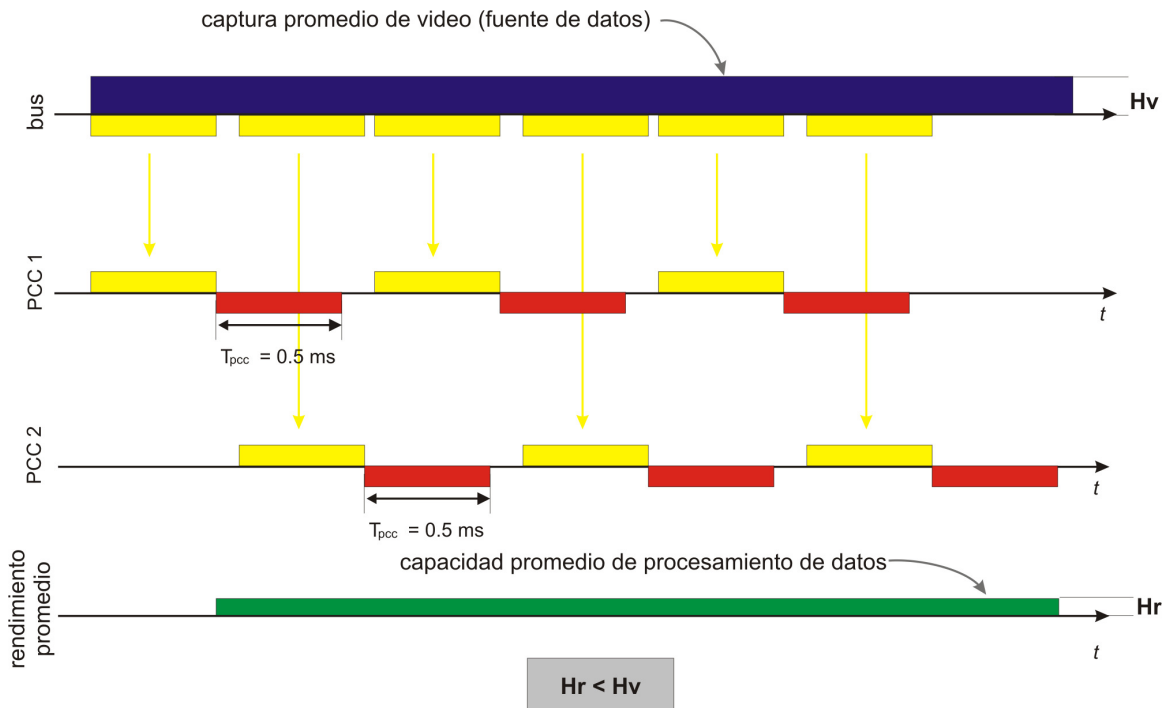 captura promedio de video (fuente de datos)
bus
Hv
PCC 1
t
Tpcc = 0.5 ms
PCC 2
t
Tpcc = 0.5 ms
capacidad promedio de procesamiento de datos
rendimiento
promedio
Hr
t
Hr < Hv